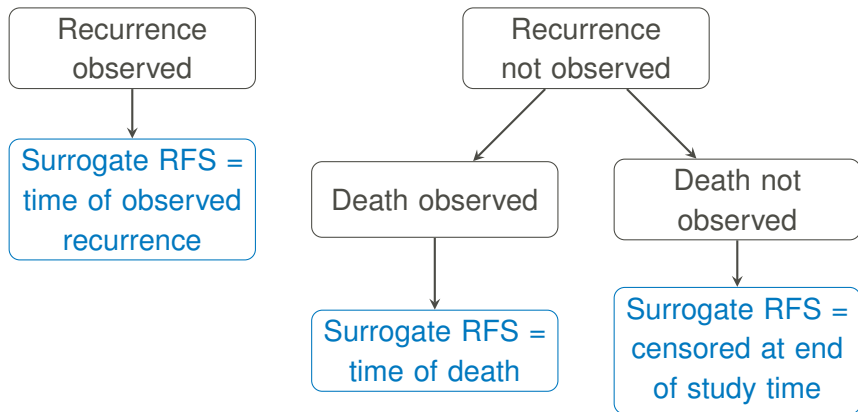 Recurrence
observed
Surrogate RFS =
time of observed
recurrence
Recurrence
not observed
Death observed
Surrogate RFS =
time of death
Death not
observed
Surrogate RFS =
censored at end
of study time